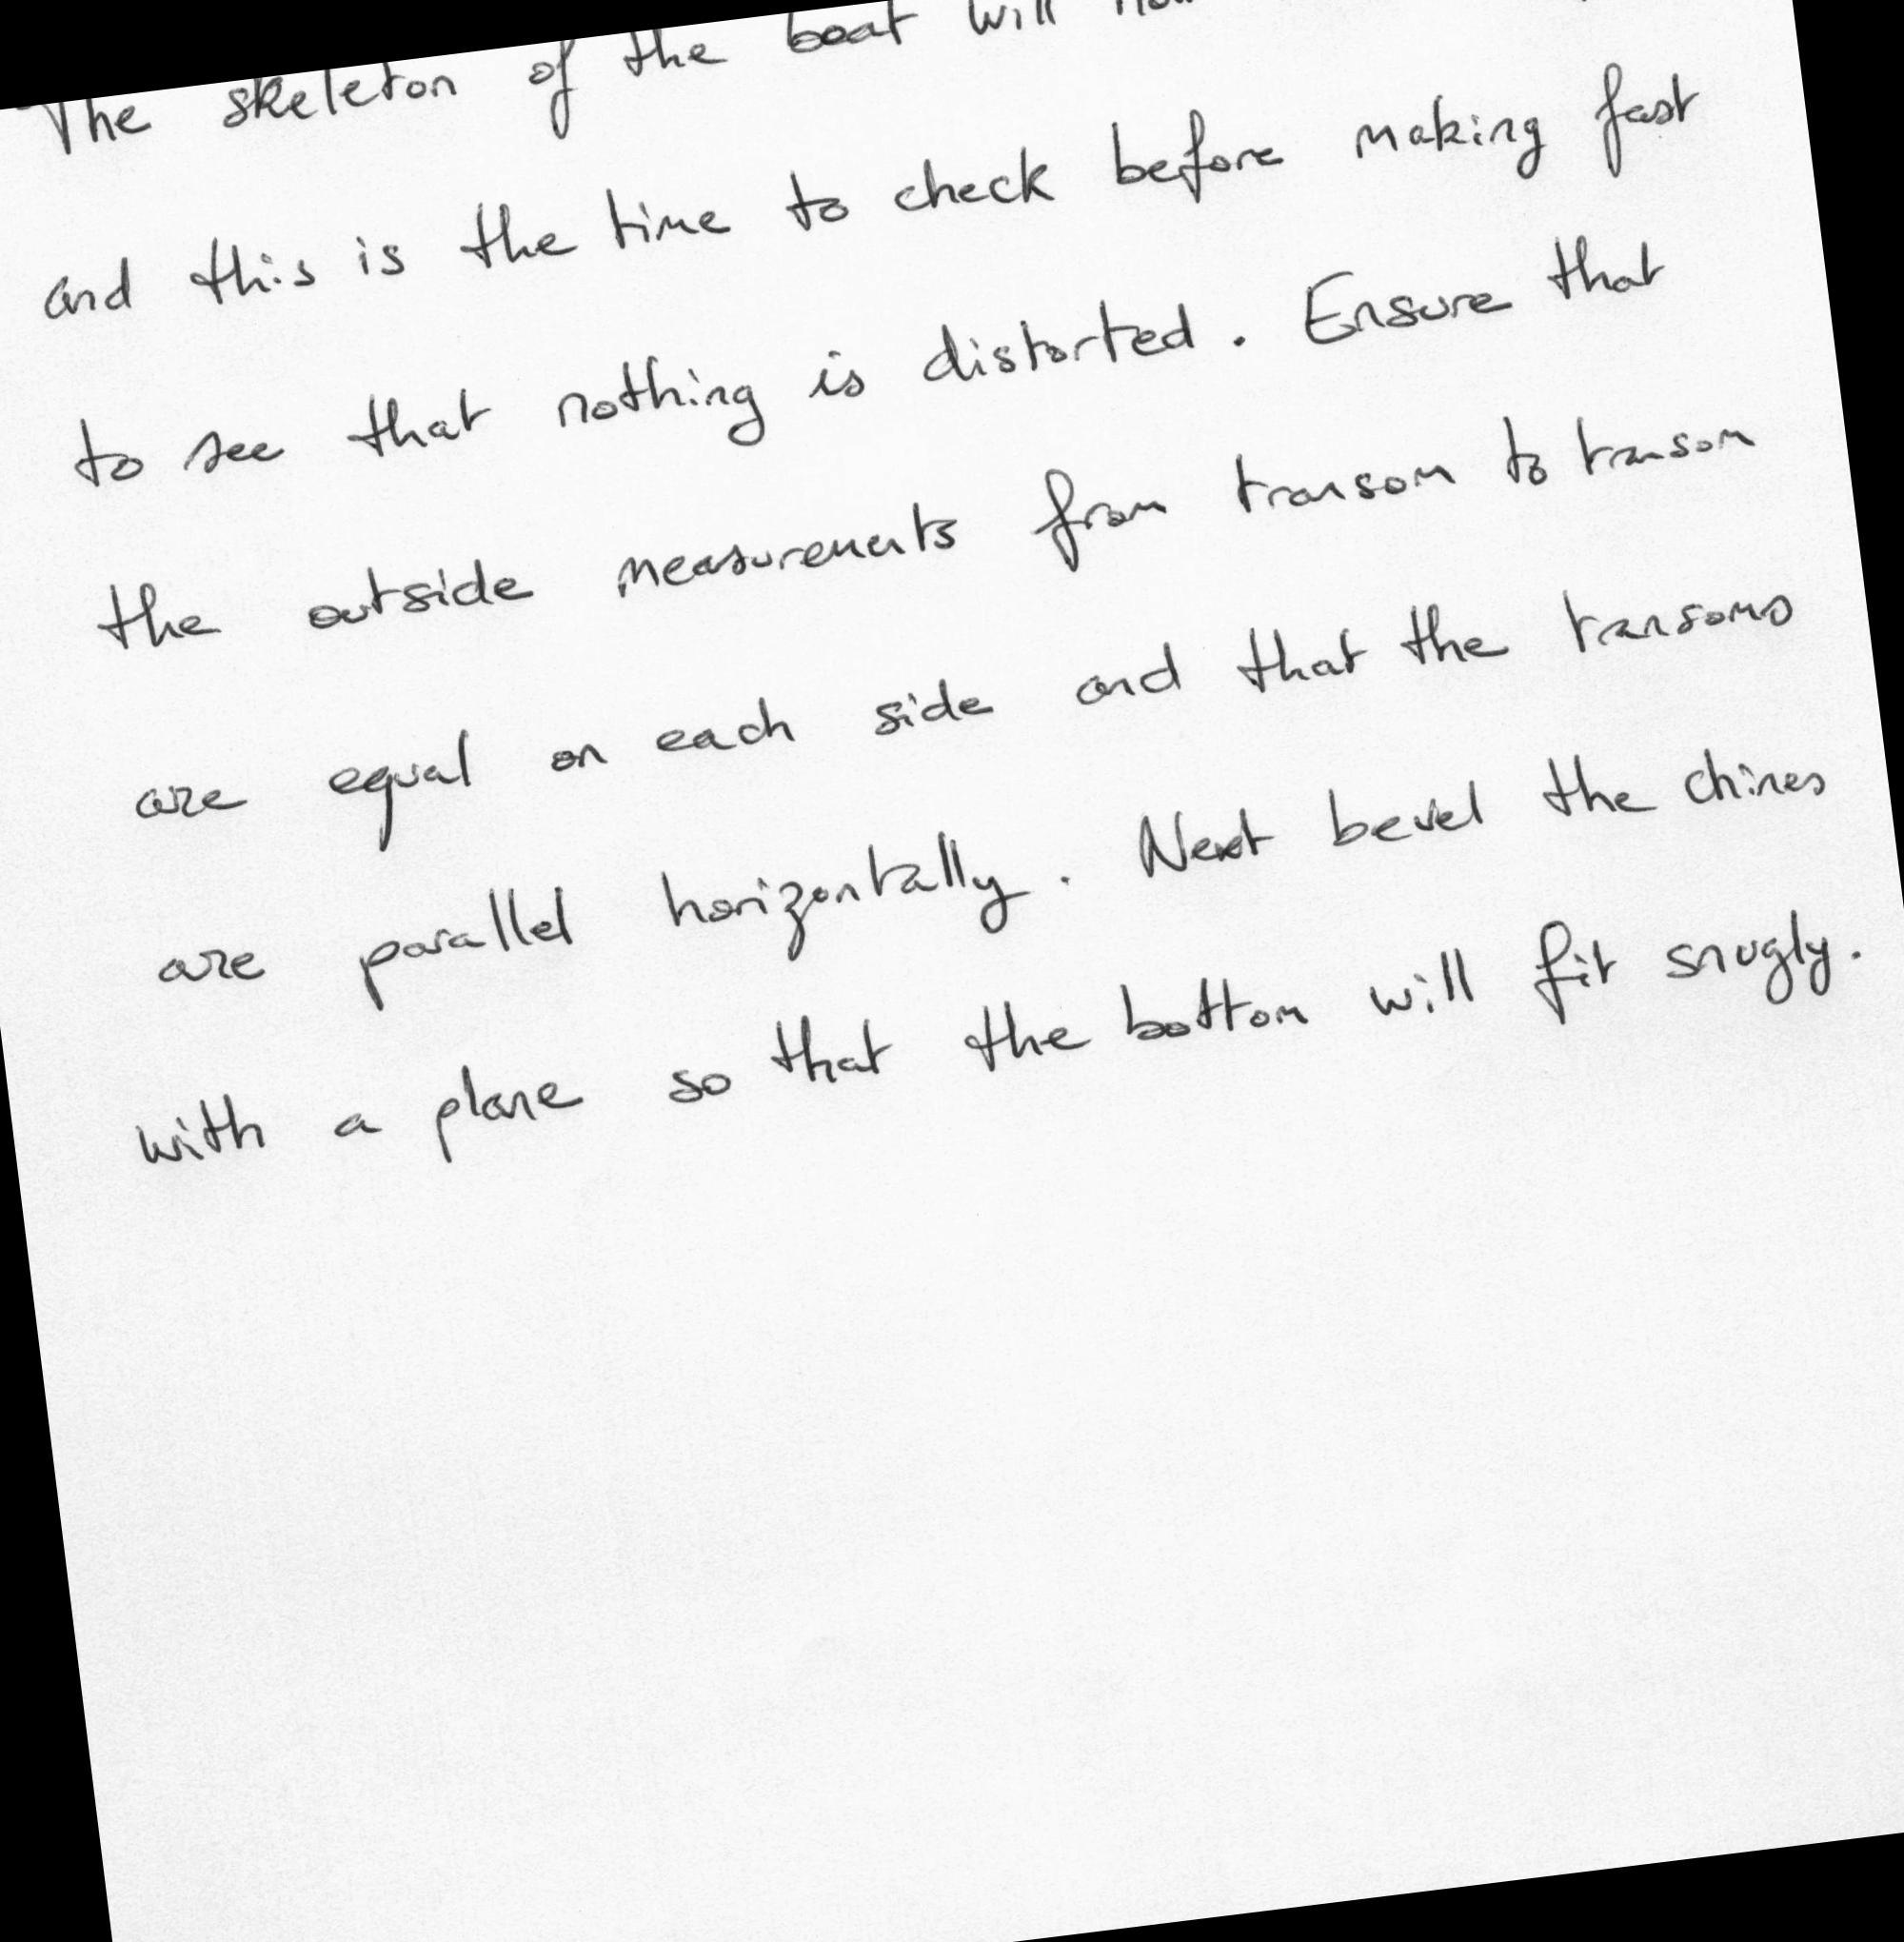 The skeleton of the boat will
and this is the time to check before making fast
to see that nothing is distorted. Ensure that
the outside measurements from transom to transom
are equal on each side and that the transoms
are parallel horizontally. Next bevel the chines
with a plane so that the bottom will fit snugly.